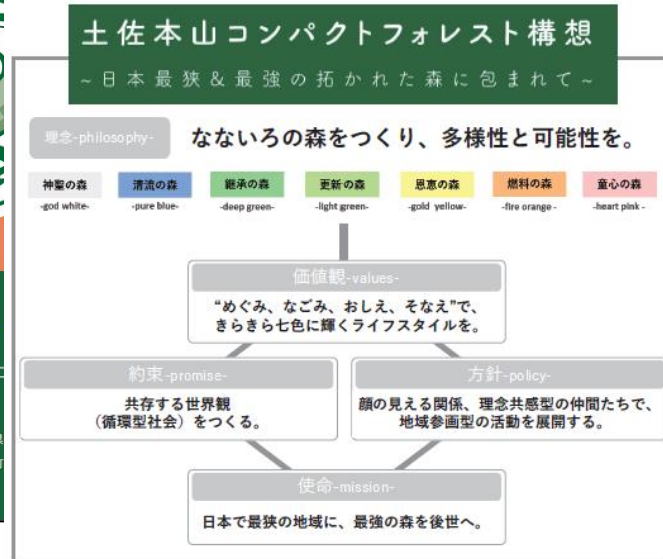 土佐本山コンパクトフォレスト構想
~日本最狭&最強の拓かれた森に包まれて~
理念-philosophy-
なないろの森をつくり、多様性と可能性を。
神聖の森 清流の森 継承の森 更新の森 恩恵の森 燃料の森 童心の森
-god white- -pure blue- -deep green- -light green- -gold yellow- -fire orange- -heart pink-
価値観-values-
“めぐみ、なごみ、おしえ、そなえ”で、
きらきら七色に輝くライフスタイルを。
約束-promise-
共存する世界観
（循環型社会）をつくる。
方針-policy-
顔の見える関係、理念共感型の仲間たちで、
地域参画型の活動を展開する。
使命-mission-
日本で最狭の地域に、最強の森を後世へ。